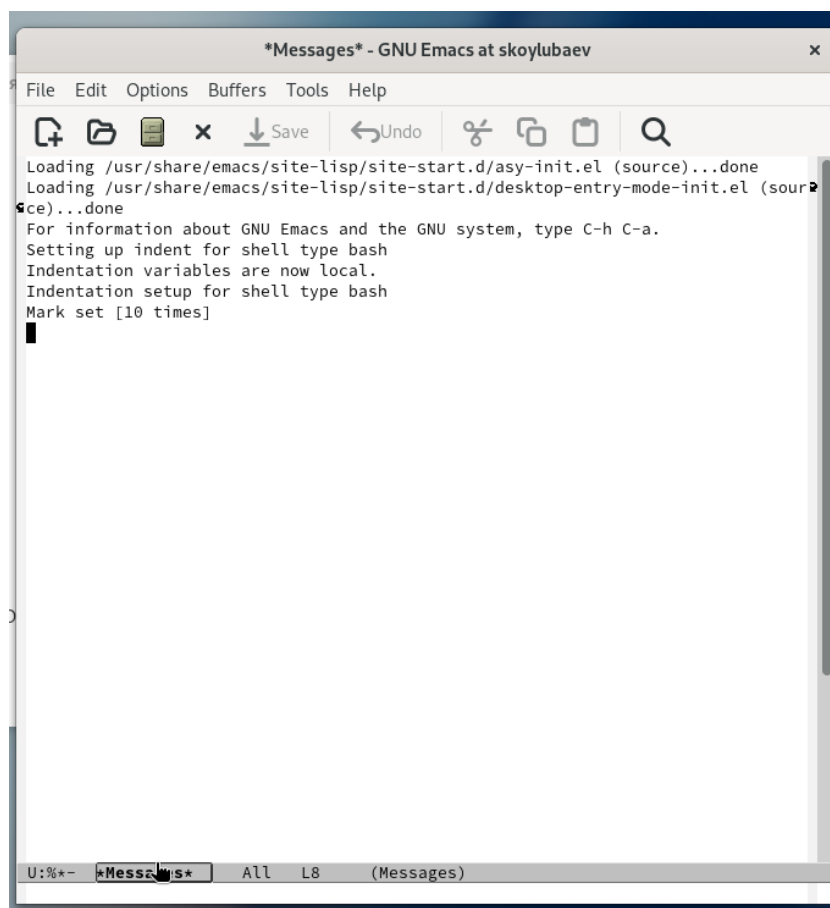 *Messages* - GNU Emacs at skoylubaev
File Edit Options Buffers Tools Help
Save Undo
Loading /usr/share/emacs/site-lisp/site-start.d/asy-init.el (source)...done
Loading /usr/share/emacs/site-lisp/site-start.d/desktop-entry-mode-init.el (sour
ce)...done
For information about GNU Emacs and the GNU system, type C-h C-a.
Setting up indent for shell type bash
Indentation variables are now local.
Indentation setup for shell type bash
Mark set [10 times]
U:%*- *Messages* All L8 (Messages)